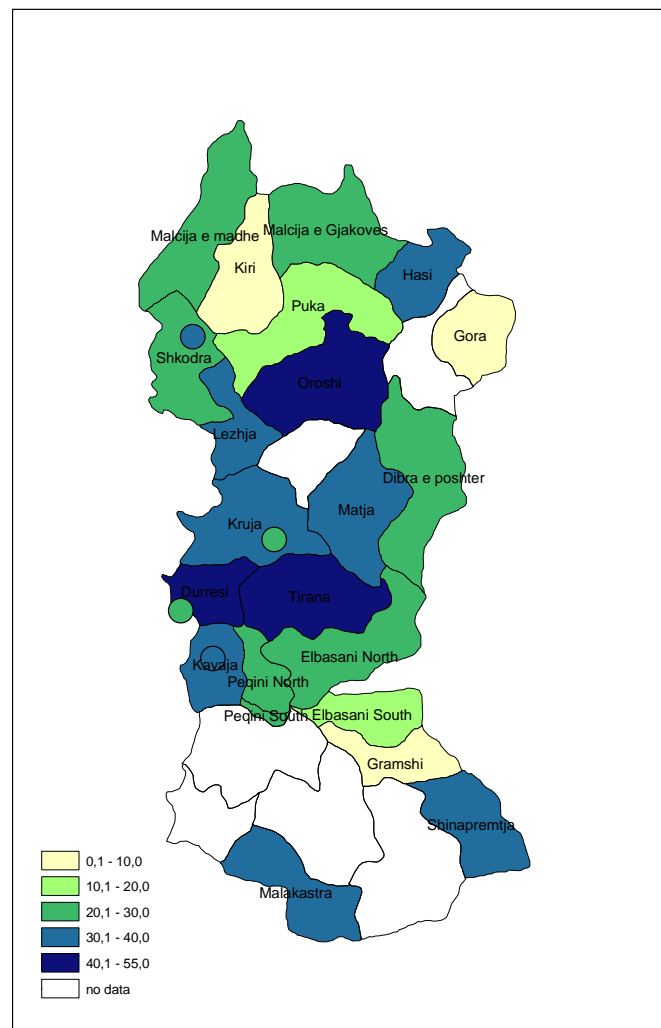 Malcija e madhe
Malcija e Gjakoves
Kiri
Hasi
Puka
Gora
Shkodra
Oroshi
Lezhja
Dibra e poshter
Matja
Kruja
Durresi
Tirana
Elbasani North
Kavaja
Peqini North
Peqini South
Elbasani South
Gramshi
Shinapremtja
Malakastra
0,1 - 10,0
10,1 - 20,0
20,1 - 30,0
30,1 - 40,0
40,1 - 55,0
no data